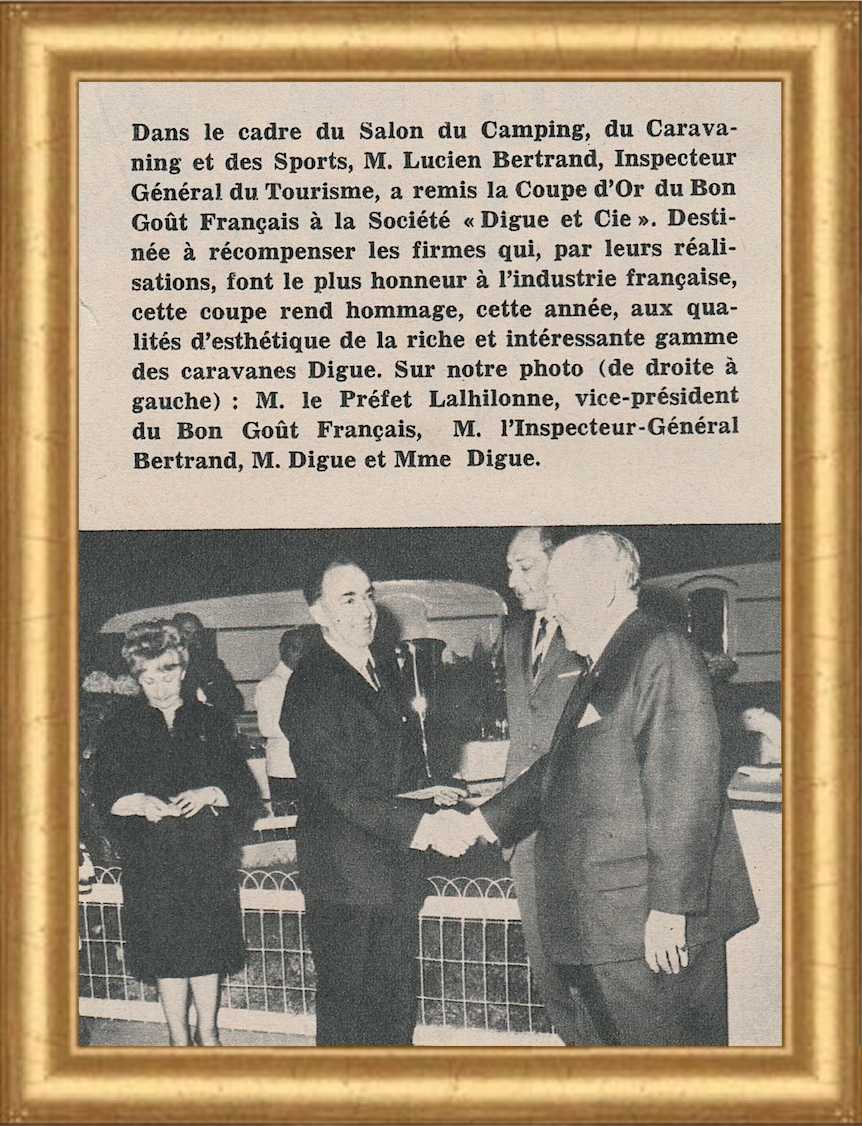 Dans le cadre du Salon du Camping, du Carava-
ning et des Sports, M. Lucien Bertrand, Inspecteur
Général du Tourisme, a remis la Coupe d'Or du Bon
Goût Français à la Société « Digue et Cie ». Desti-
née à récompenser les firmes qui, par leurs réali-
sations, font le plus honneur à l'industrie française,
cette coupe rend hommage, cette année, aux qua-
lités d'esthétique de la riche et intéressante gamme
des caravanes Digue. Sur notre photo (de droite à
gauche) : M. le Préfet Lalhilonne, vice-président
du Bon Goût Français, M. l'Inspecteur-Général
Bertrand, M. Digue et Mme Digue.